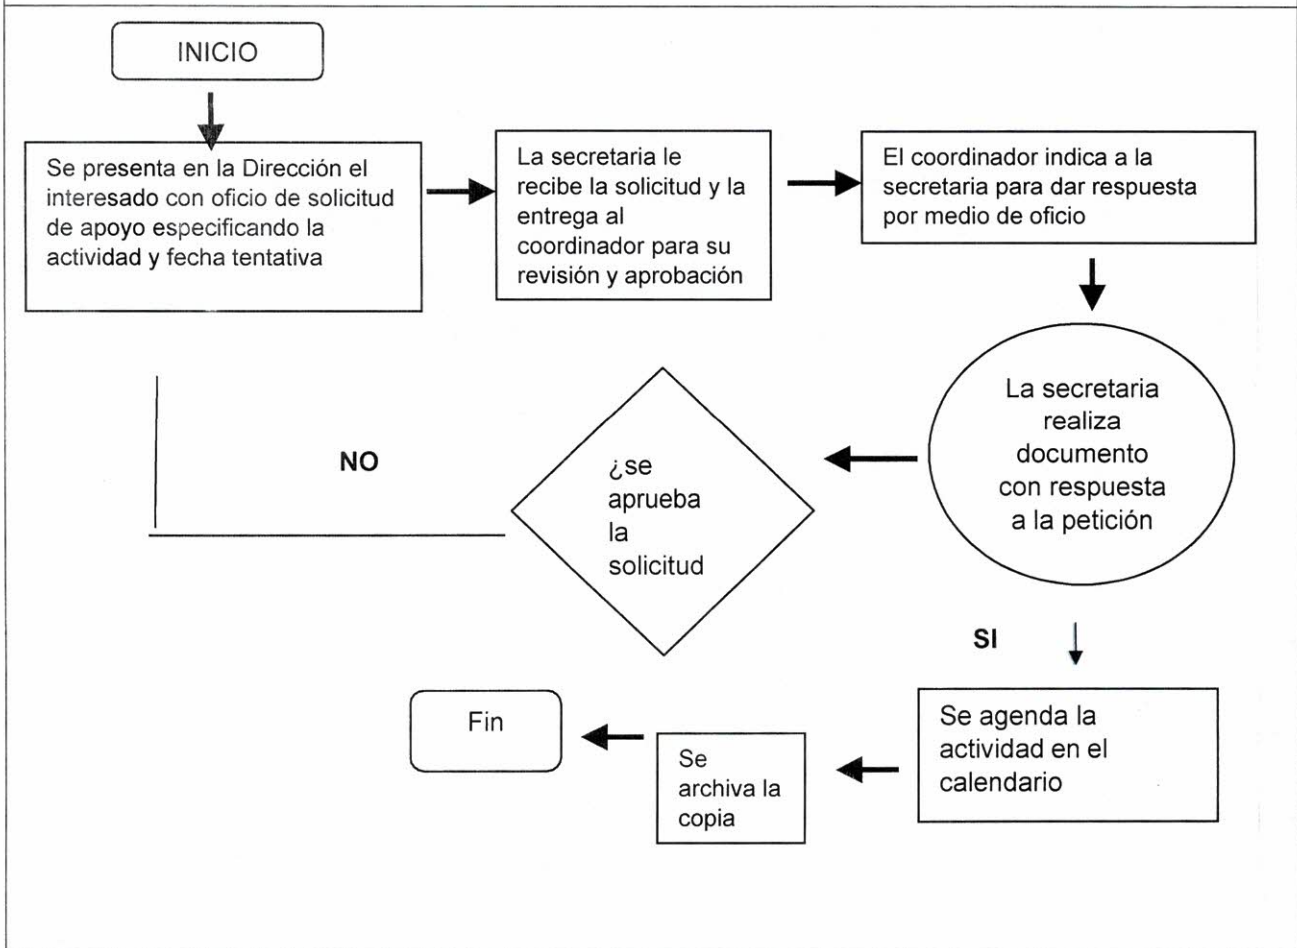 INICIO
Se presenta en la Dirección el
interesado con oficio de solicitud
de apoyo especificando la
actividad y fecha tentativa
La secretaria le
recibe la solicitud y la
entrega al
coordinador para su
revisión y aprobación
El coordinador indica a la
secretaria para dar respuesta
por medio de oficio
La secretaria
realiza
documento
con respuesta
a la petición
¿se
aprueba
la
solicitud
NO
SI
Se agenda la
actividad en el
calendario
Se
archiva la
copia
Fin